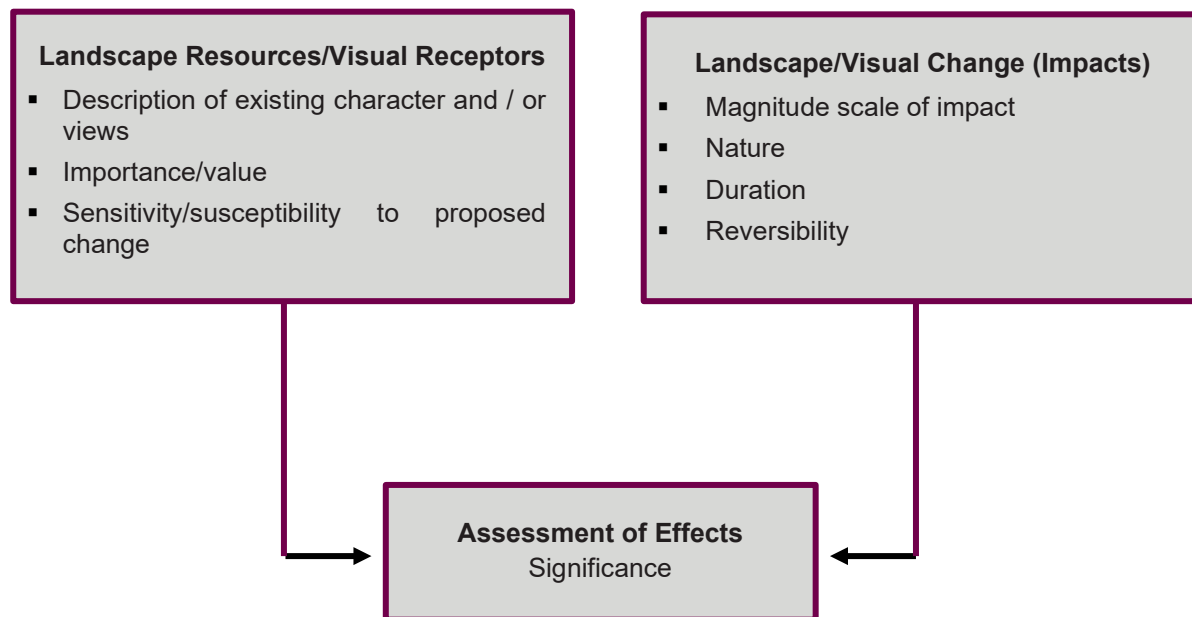 Landscape Resources/Visual Receptors
▪ Description of existing character and / or
views
▪ Importance/value
▪ Sensitivity/susceptibility to proposed
change
Landscape/Visual Change (Impacts)
▪ Magnitude scale of impact
▪ Nature
▪ Duration
▪ Reversibility
Assessment of Effects
Significance